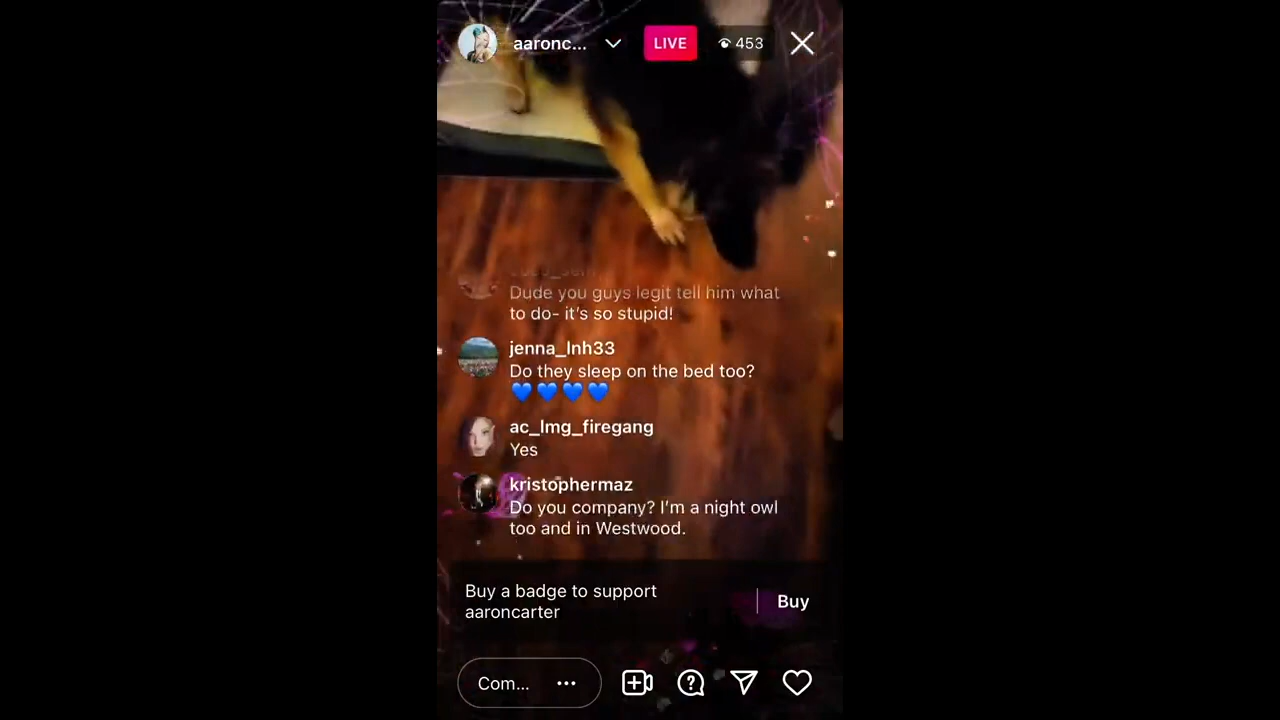 aaronc...
LIVE
453
Dude you guys legit tell him what
to do- it's so stupid!
jenna_lnh33
Do they sleep on the bed too?
💙💙💙💙
ac_lmg_firegang
Yes
kristophermaz
Do you company? I'm a night owl
too and in Westwood.
Buy a badge to support
aaroncarter
Buy
Com...